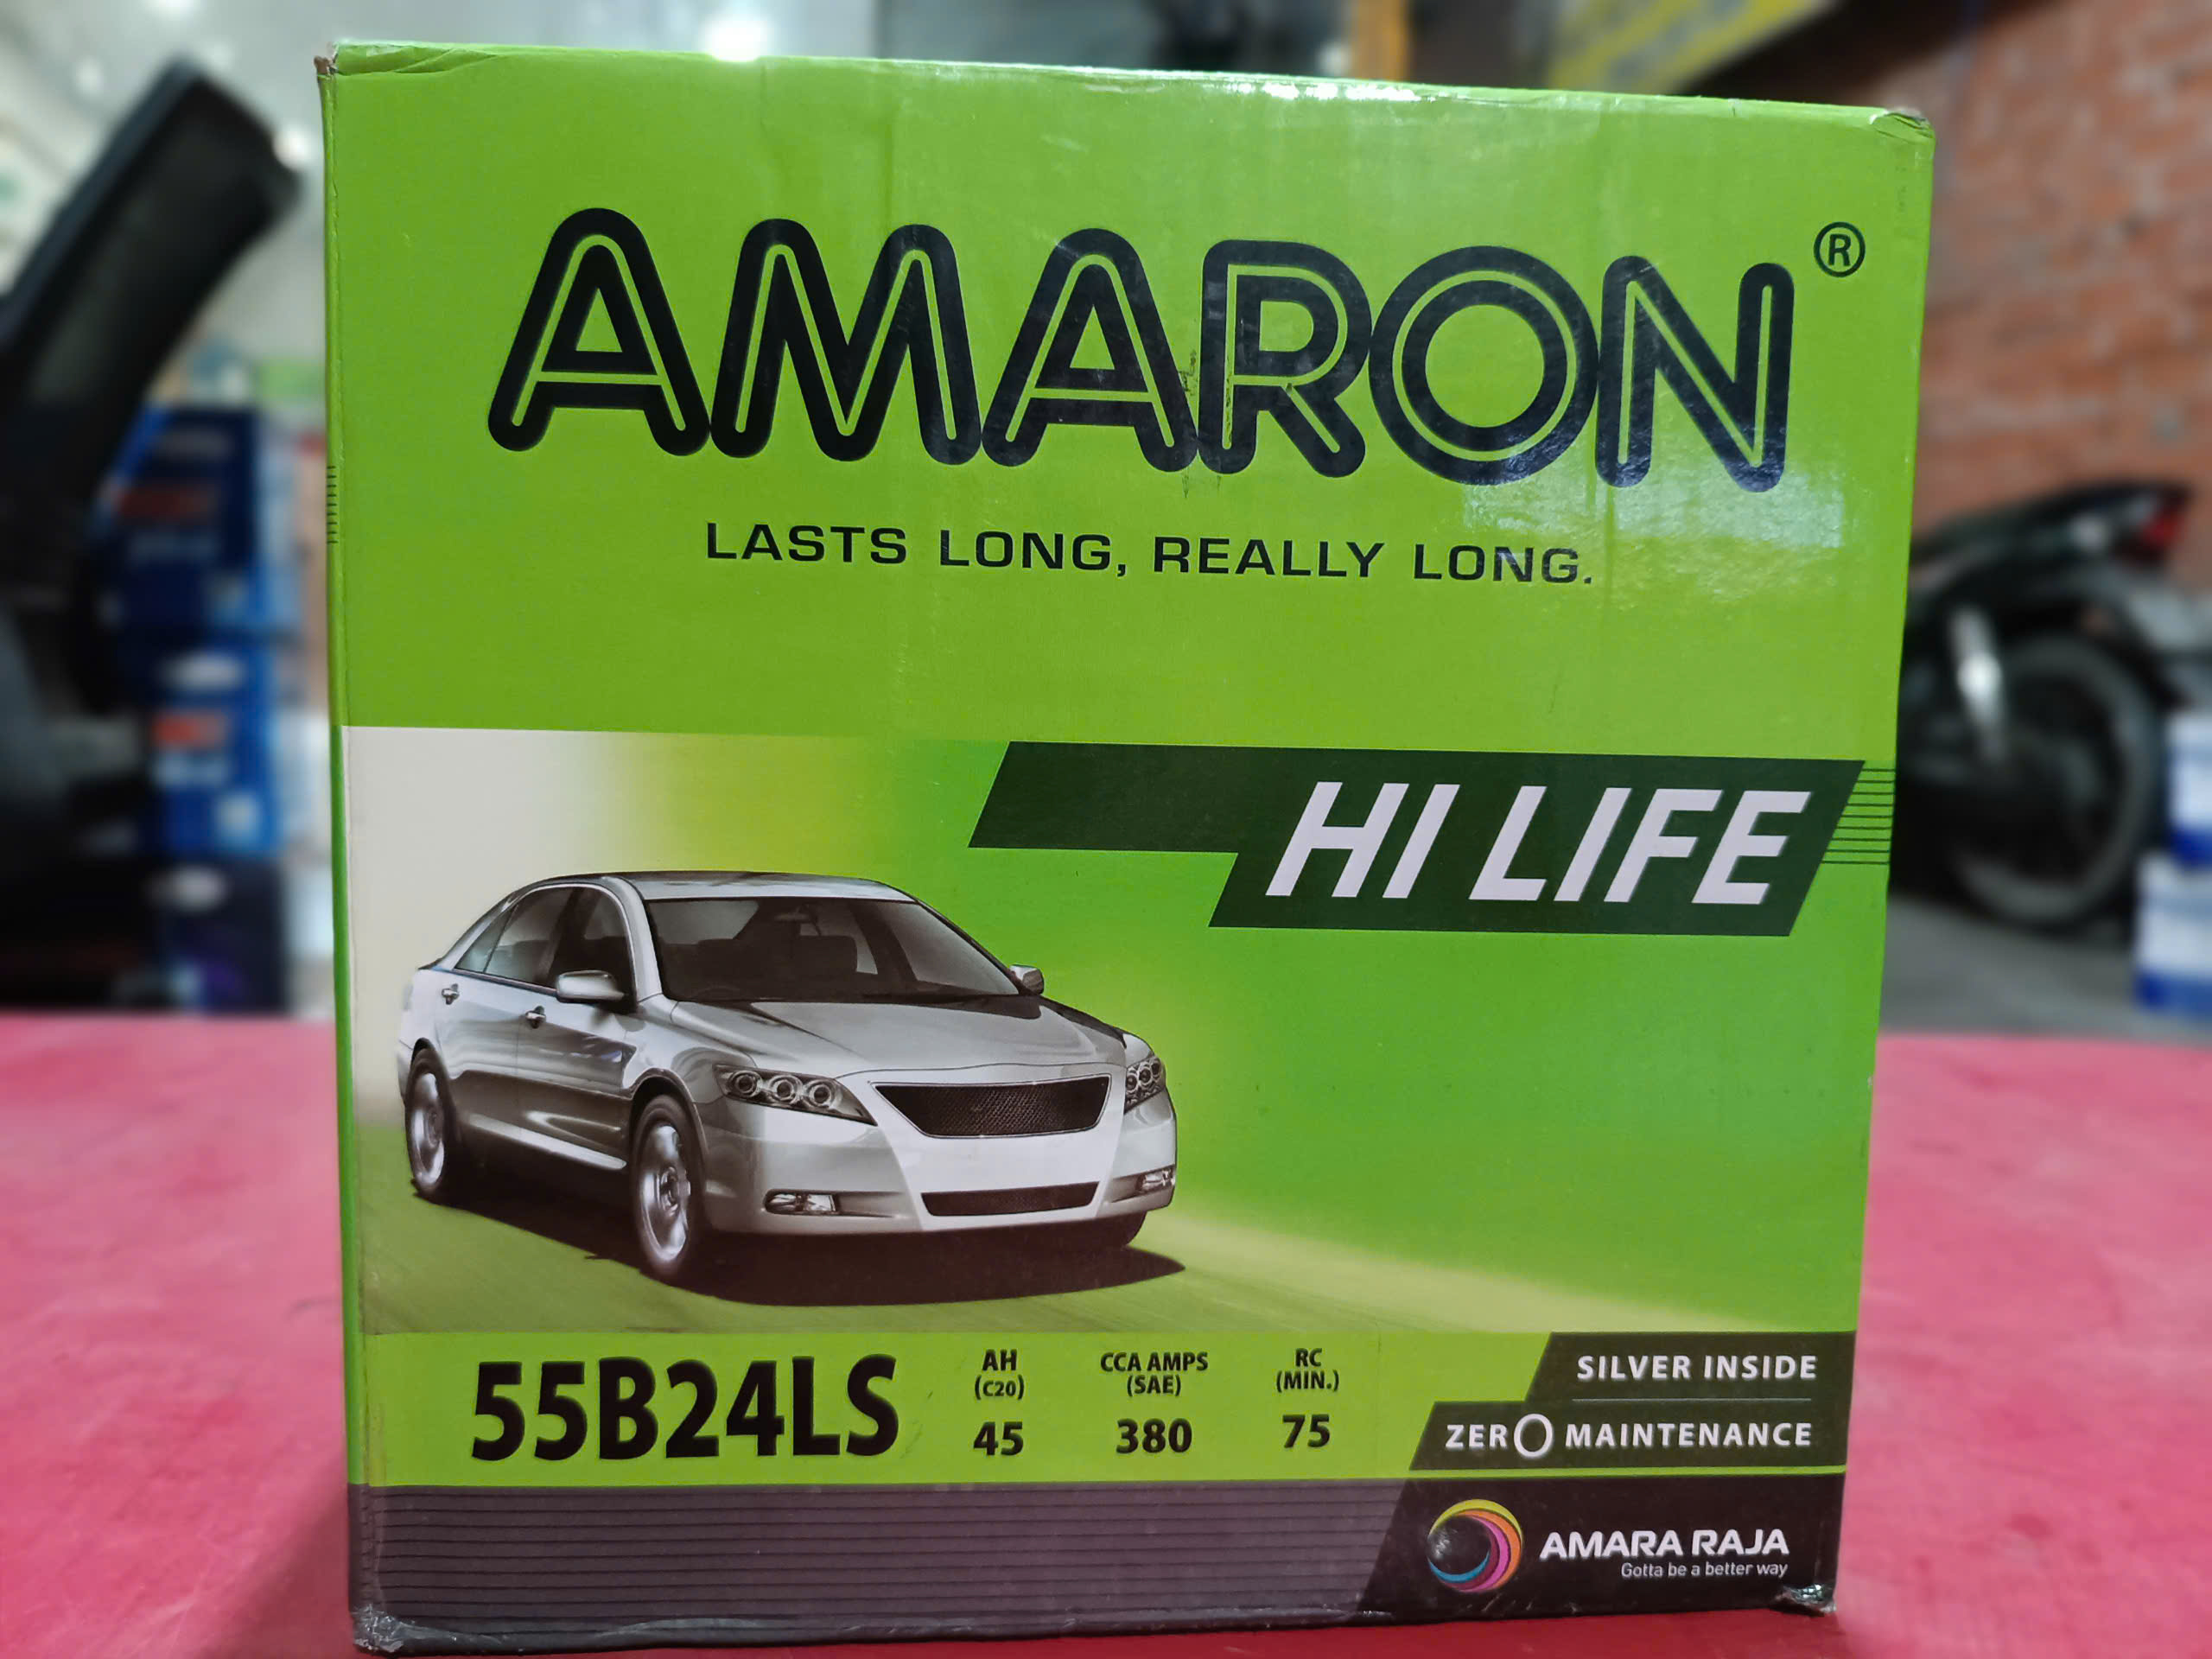 AMARON®
LASTS LONG, REALLY LONG.
HI LIFE
55B24LS
AH
(C20)
45
CCA AMPS
(SAE)
380
RC
(MIN.)
75
SILVER INSIDE
ZERO MAINTENANCE
AMARA RAJA
Gotta be a better way